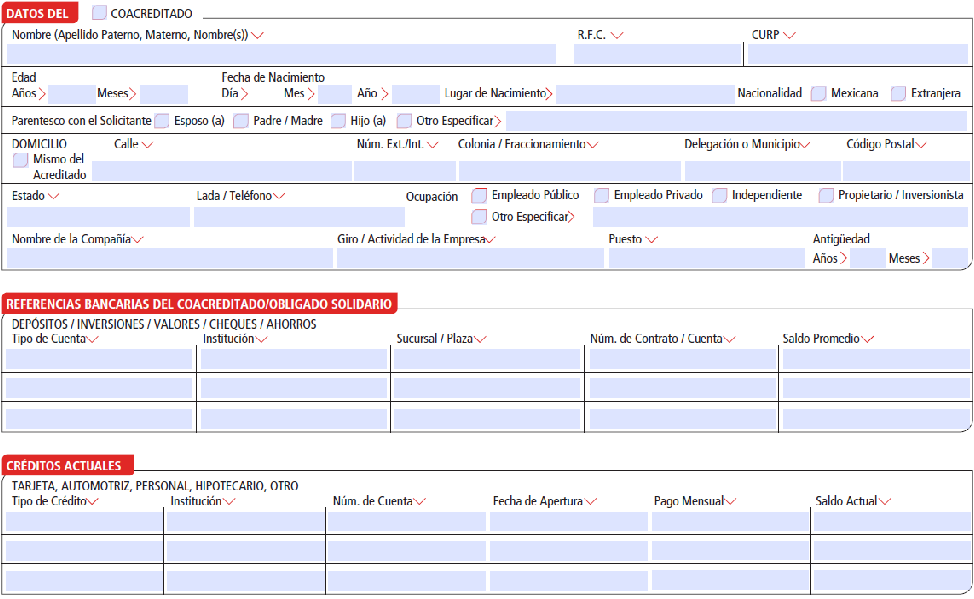 DATOS DEL COACREDITADO
Nombre (Apellido Paterno, Materno, Nombre(s)) R.F.C. CURP
Edad Fecha de Nacimiento
Años Meses Día Mes Año Lugar de Nacimiento Nacionalidad Mexicana Extranjera
Parentesco con el Solicitante Esposo (a) Padre / Madre Hijo (a) Otro Especificar
DOMICILIO Calle Núm. Ext./Int. Colonia / Fraccionamiento Delegación o Municipio Código Postal
Mismo del
Acreditado
Estado Lada / Teléfono Ocupación Empleado Público Empleado Privado Independiente Propietario / Inversionista
Otro Especificar
Nombre de la Compañía Giro / Actividad de la Empresa Puesto Antigüedad
Años Meses
REFERENCIAS BANCARIAS DEL COACREDITADO/OBLIGADO SOLIDARIO
DEPÓSITOS / INVERSIONES / VALORES / CHEQUES / AHORROS
Tipo de Cuenta Institución Sucursal / Plaza Núm. de Contrato / Cuenta Saldo Promedio
CRÉDITOS ACTUALES
TARJETA, AUTOMOTRIZ, PERSONAL, HIPOTECARIO, OTRO
Tipo de Crédito Institución Núm. de Cuenta Fecha de Apertura Pago Mensual Saldo Actual